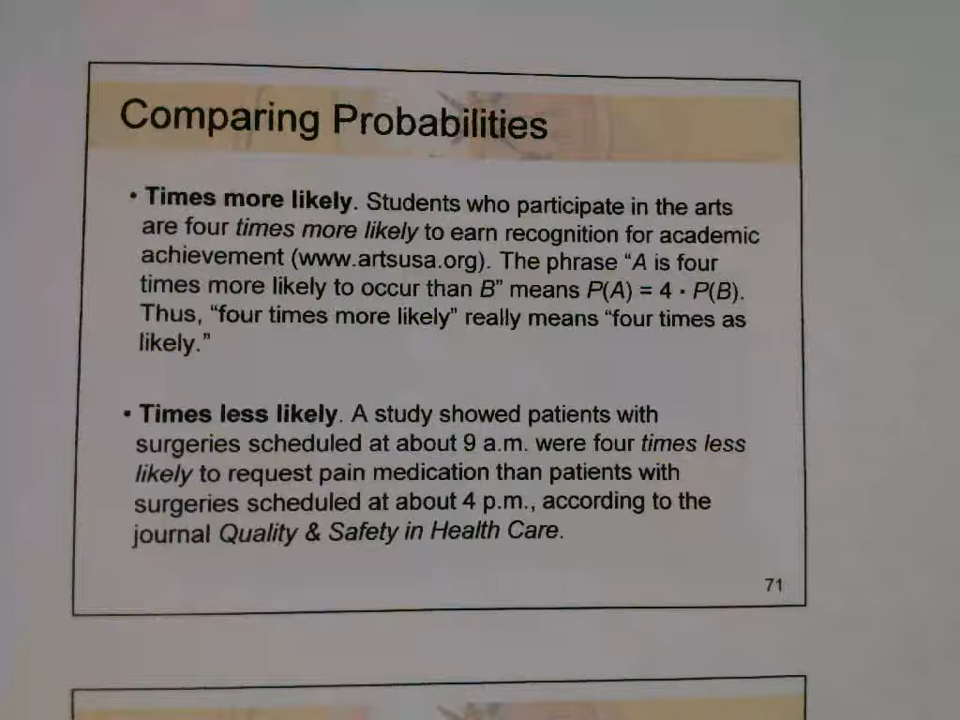 Comparing Probabilities
• Times more likely. Students who participate in the arts
are four times more likely to earn recognition for academic
achievement (www.artsusa.org). The phrase “A is four
times more likely to occur than B” means P(A) = 4 · P(B).
Thus, “four times more likely” really means “four times as
likely.”
• Times less likely. A study showed patients with
surgeries scheduled at about 9 a.m. were four times less
likely to request pain medication than patients with
surgeries scheduled at about 4 p.m., according to the
journal Quality & Safety in Health Care.
71